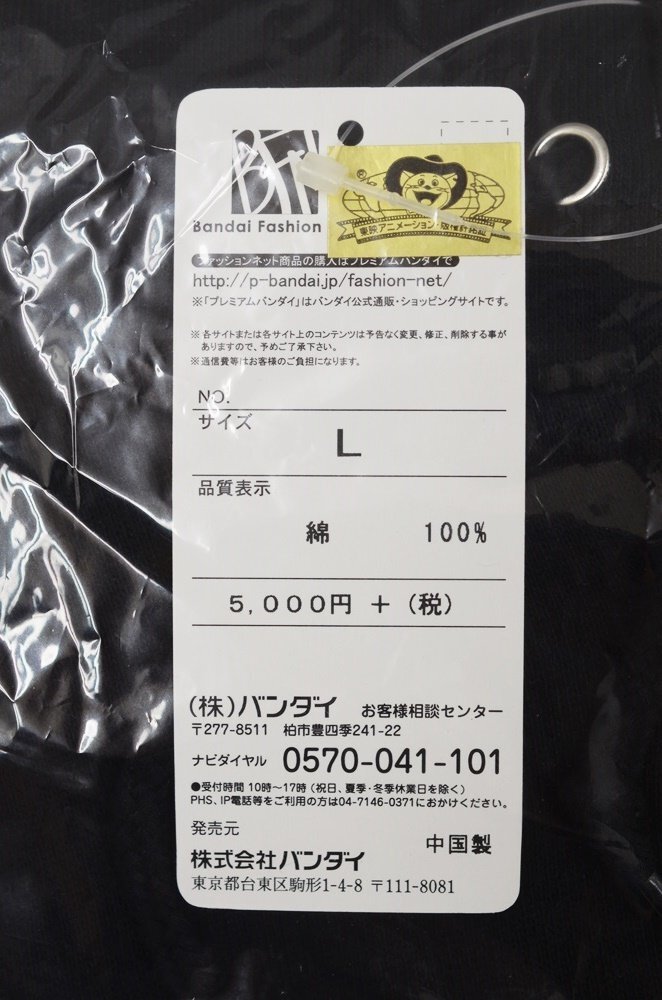 Bandai Fashion
東映アニメーション・版権許諾証
ファッションネット商品の購入はプレミアムバンダイで
http://p-bandai.jp/fashion-net/
※「プレミアムバンダイ」はバンダイ公式通販・ショッピングサイトです。
※各サイトまたは各サイト上のコンテンツは予告なく変更、修正、削除する事が
ありますので、予めご了承下さい。
※通信費等はお客様のご負担になります。
NO.
サイズ
L
品質表示
綿 100%
5,000円 + (税)
(株)バンダイ お客様相談センター
〒277-8511 柏市豊四季241-22
ナビダイヤル 0570-041-101
●受付時間 10時~17時 (祝日、夏季・冬季休業日を除く)
PHS、IP電話等をご利用の方は04-7146-0371におかけください。
発売元
中国製
株式会社バンダイ
東京都台東区駒形1-4-8 〒111-8081